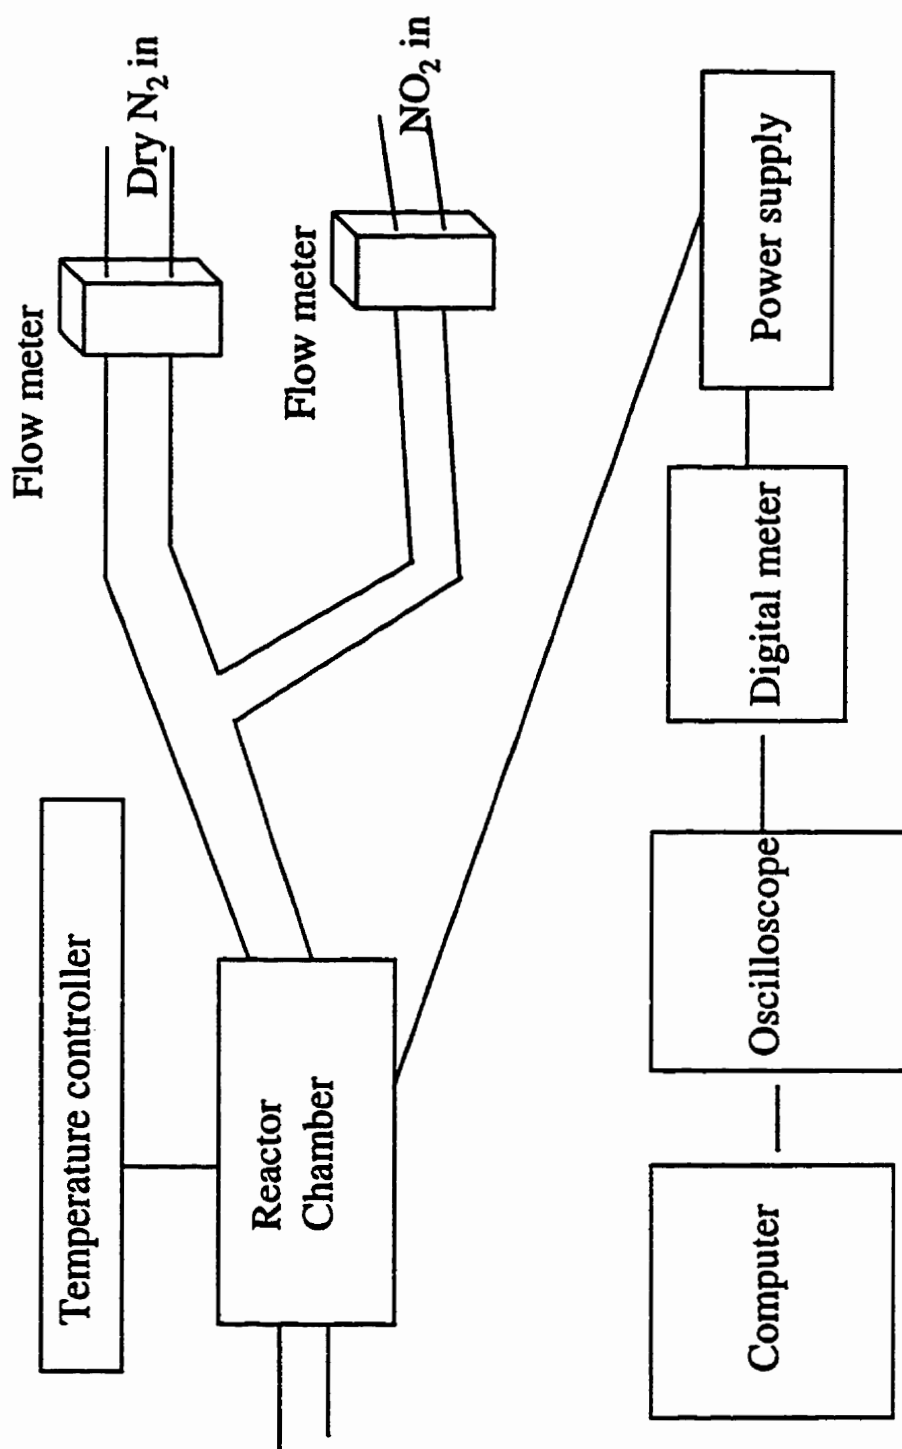 Temperature controller
Flow meter
Dry N₂ in
Reactor
Chamber
Flow meter
NO₂ in
Computer
Oscilloscope
Digital meter
Power supply